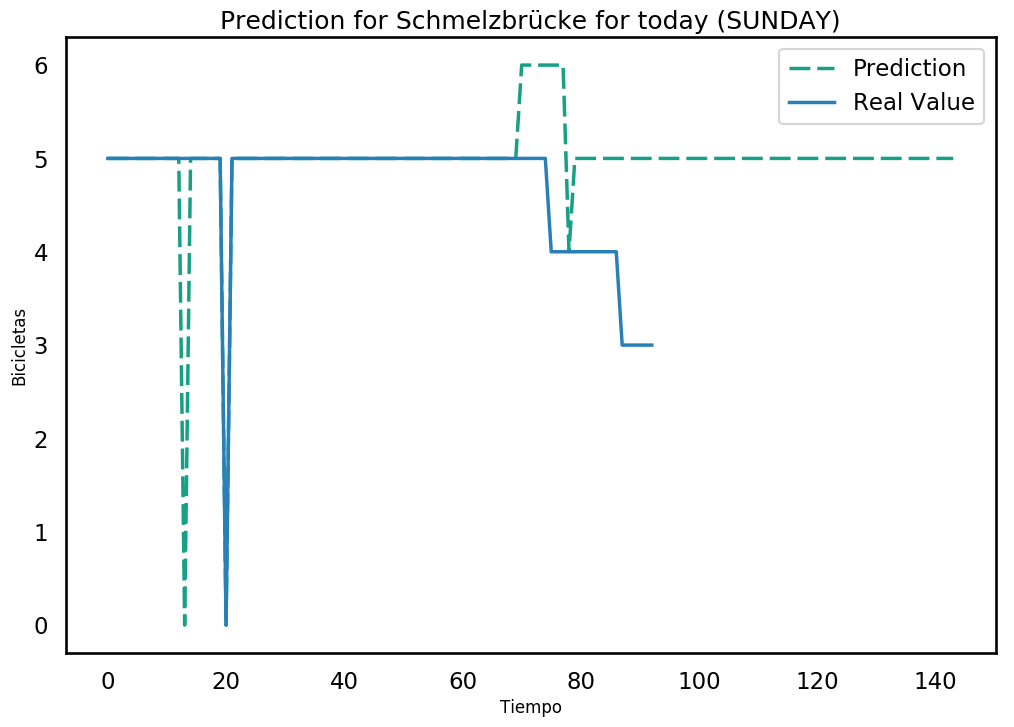 Prediction for Schmelzbrücke for today (SUNDAY)
Prediction
Real Value
6
5
4
3
2
1
0
Bicicletas
0 20 40 60 80 100 120 140
Tiempo